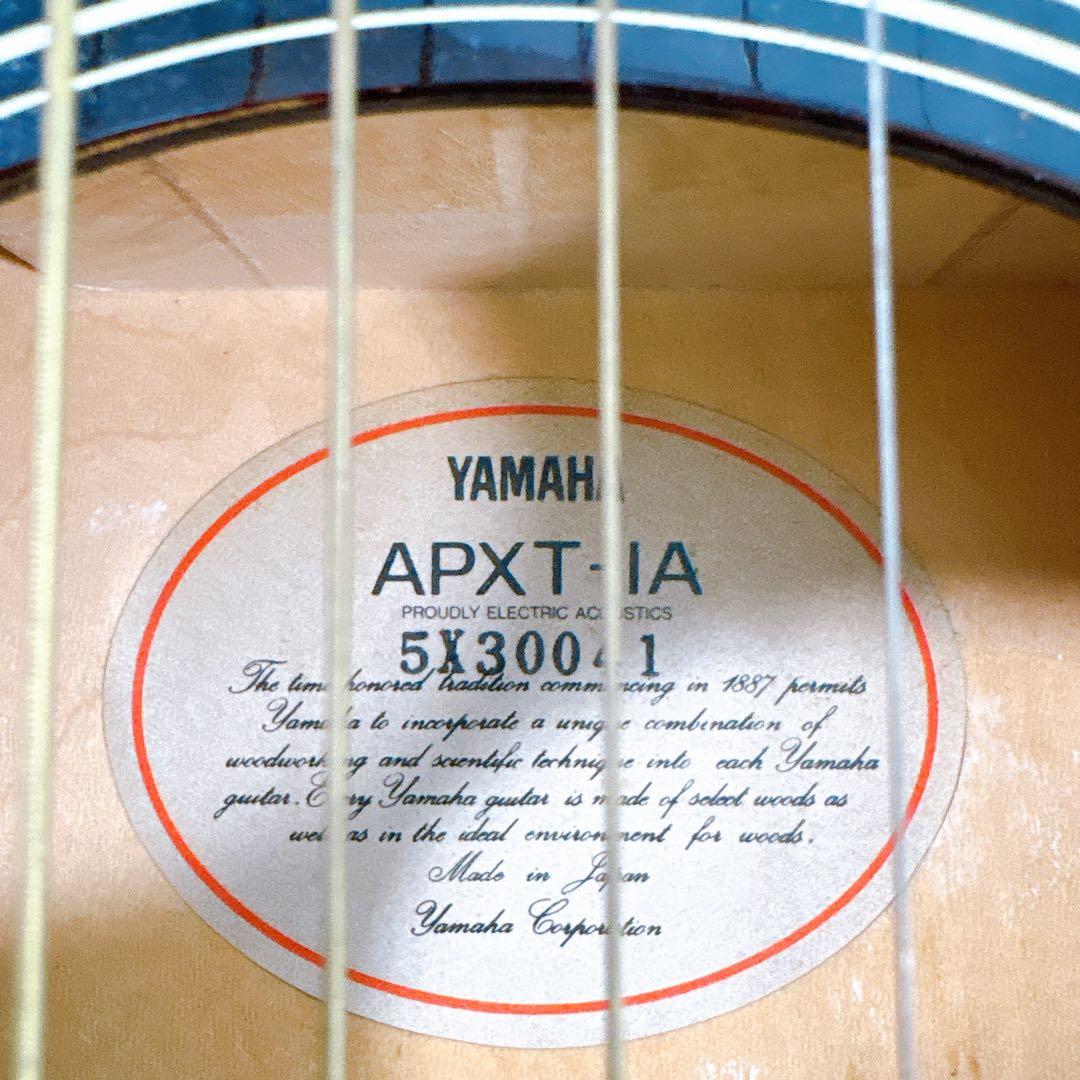 YAMAHA
APXT-1A
PROUDLY ELECTRIC ACOUSTICS
The time honored tradition commencing in 1887 permits
Yamaha to incorporate a unique combination of
woodworking and scientific technique into each Yamaha
guitar. Every Yamaha guitar is made of select woods as
well as in the ideal environment for woods.
Made in Japan
Yamaha Corporation